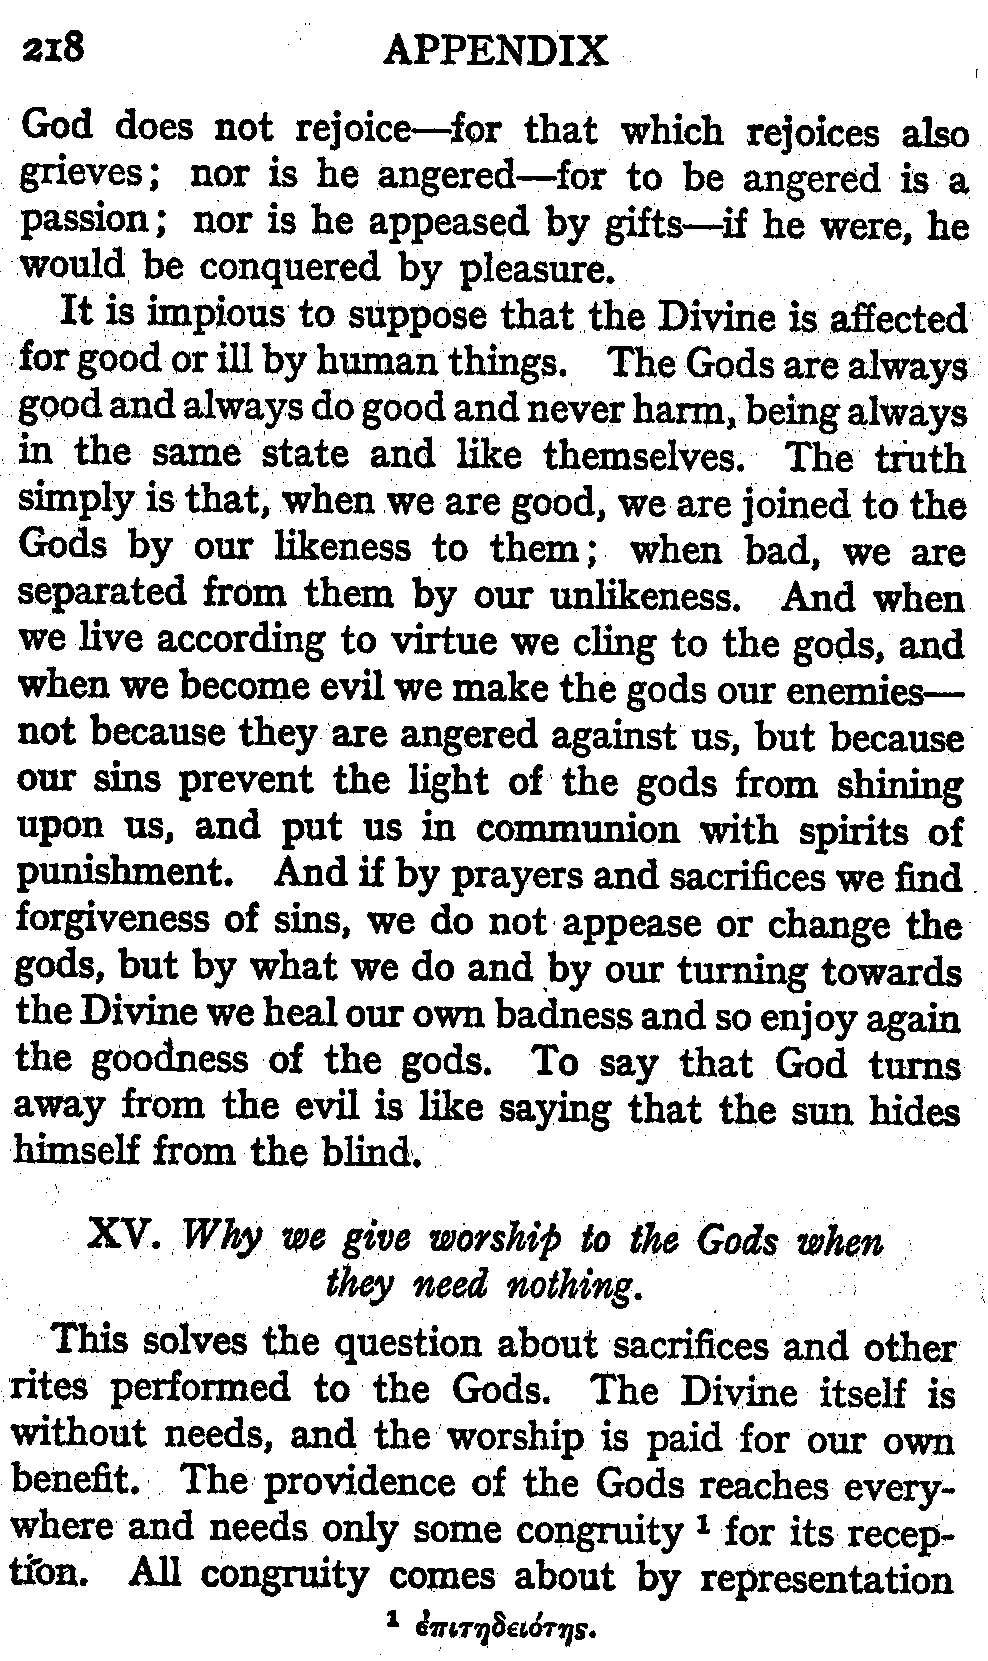 218 APPENDIX
God does not rejoice—for that which rejoices also
grieves; nor is he angered—for to be angered is a
passion; nor is he appeased by gifts—if he were, he
would be conquered by pleasure.
It is impious to suppose that the Divine is affected
for good or ill by human things. The Gods are always
good and always do good and never harm, being always
in the same state and like themselves. The truth
simply is that, when we are good, we are joined to the
Gods by our likeness to them; when bad, we are
separated from them by our unlikeness. And when
we live according to virtue we cling to the gods, and
when we become evil we make the gods our enemies—
not because they are angered against us, but because
our sins prevent the light of the gods from shining
upon us, and put us in communion with spirits of
punishment. And if by prayers and sacrifices we find
forgiveness of sins, we do not appease or change the
gods, but by what we do and by our turning towards
the Divine we heal our own badness and so enjoy again
the goodness of the gods. To say that God turns
away from the evil is like saying that the sun hides
himself from the blind.
XV. Why we give worship to the Gods when
they need nothing.
This solves the question about sacrifices and other
rites performed to the Gods. The Divine itself is
without needs, and the worship is paid for our own
benefit. The providence of the Gods reaches every-
where and needs only some congruity ¹ for its recep-
tion. All congruity comes about by representation
¹ ἐπιτηδειότης.